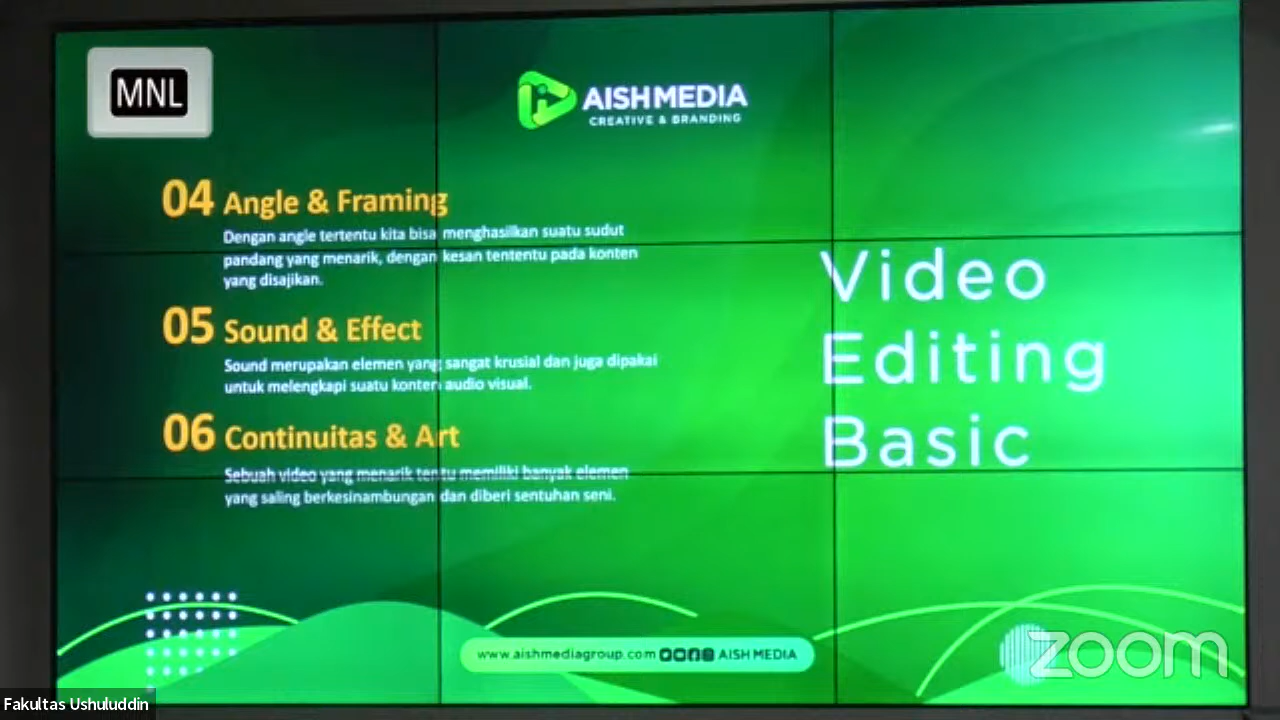 MNL
AISHMEDIA
CREATIVE & BRANDING
04 Angle & Framing
Dengan angle tertentu kita bisa menghasilkan suatu sudut
pandang yang menarik, dengan kesan tententu pada konten
yang disajikan.
05 Sound & Effect
Sound merupakan elemen yang sangat krusial dan juga dipakai
untuk melengkapi suatu konten audio visual.
06 Continuitas & Art
Sebuah video yang menarik tentu memiliki banyak elemen
yang saling berkesinambungan dan diberi sentuhan seni.
Video
Editing
Basic
www.aishmediagroup.com AISH MEDIA
zoom
Fakultas Ushuluddin